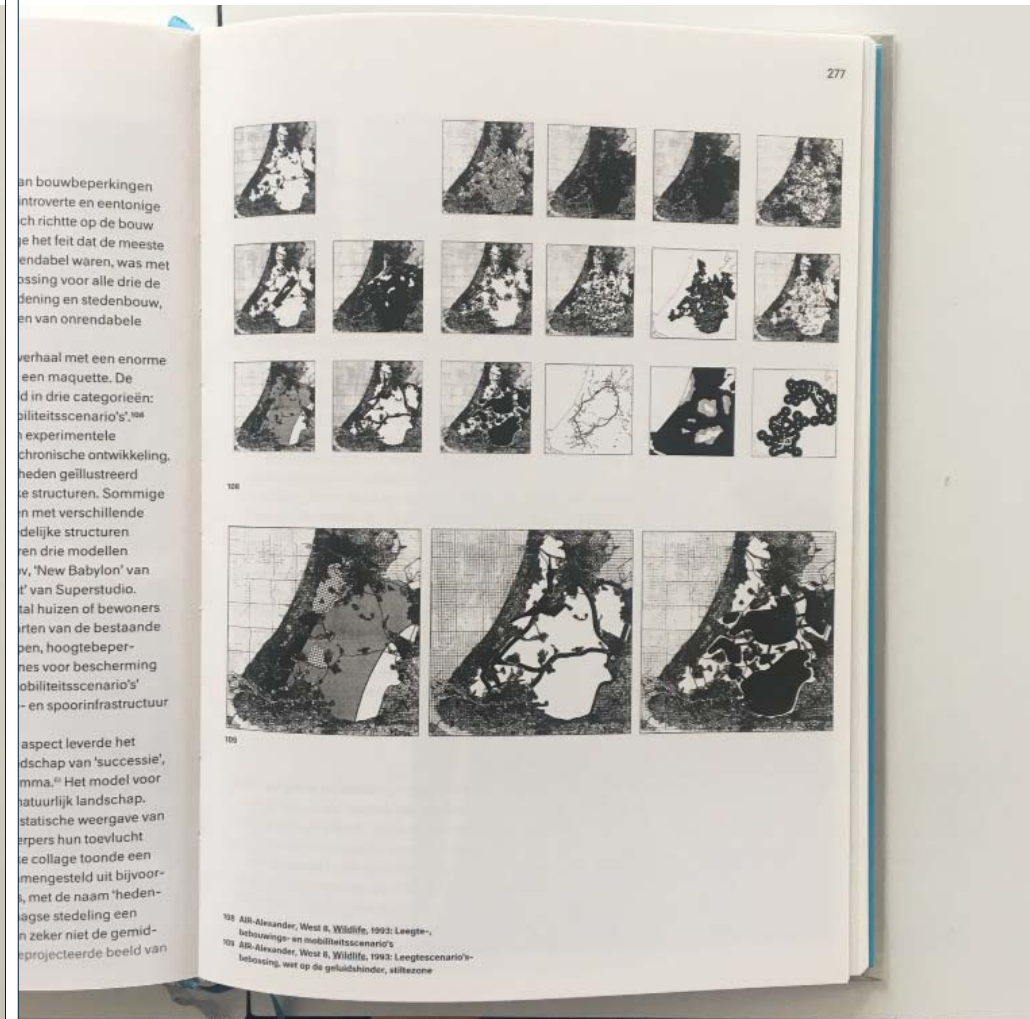 an bouwbeperkingen
introverte en eentonige
ch richtte op de bouw
ge het feit dat de meeste
endabel waren, was met
ossing voor alle drie de
dening en stedenbouw,
en van onrendabele
verhaal met een enorme
een maquette. De
d in drie categorieën:
biliteitsscenario's'.¹⁰⁸
n experimentele
chronische ontwikkeling.
heden geïllustreerd
e structuren. Sommige
n met verschillende
delijke structuren
ren drie modellen
v, 'New Babylon' van
t' van Superstudio.
tal huizen of bewoners
rten van de bestaande
pen, hoogtebeper-
nes voor bescherming
obiliteitsscenario's'
- en spoorinfrastructuur
aspect leverde het
dschap van 'successie',
mma. Het model voor
natuurlijk landschap.
statische weergave van
erpers hun toevlucht
e collage toonde een
mengesteld uit bijvoor-
s, met de naam 'heden-
aagse stedeling een
n zeker niet de gemid-
eprojecteerde beeld van
277
108
109
108 AIR-Alexander, West 8, Wildlife, 1993: Leegte-,
bebouwings- en mobiliteitsscenario's
109 AIR-Alexander, West 8, Wildlife, 1993: Leegtescenario's-
bebossing, wet op de geluidshinder, stiltezone